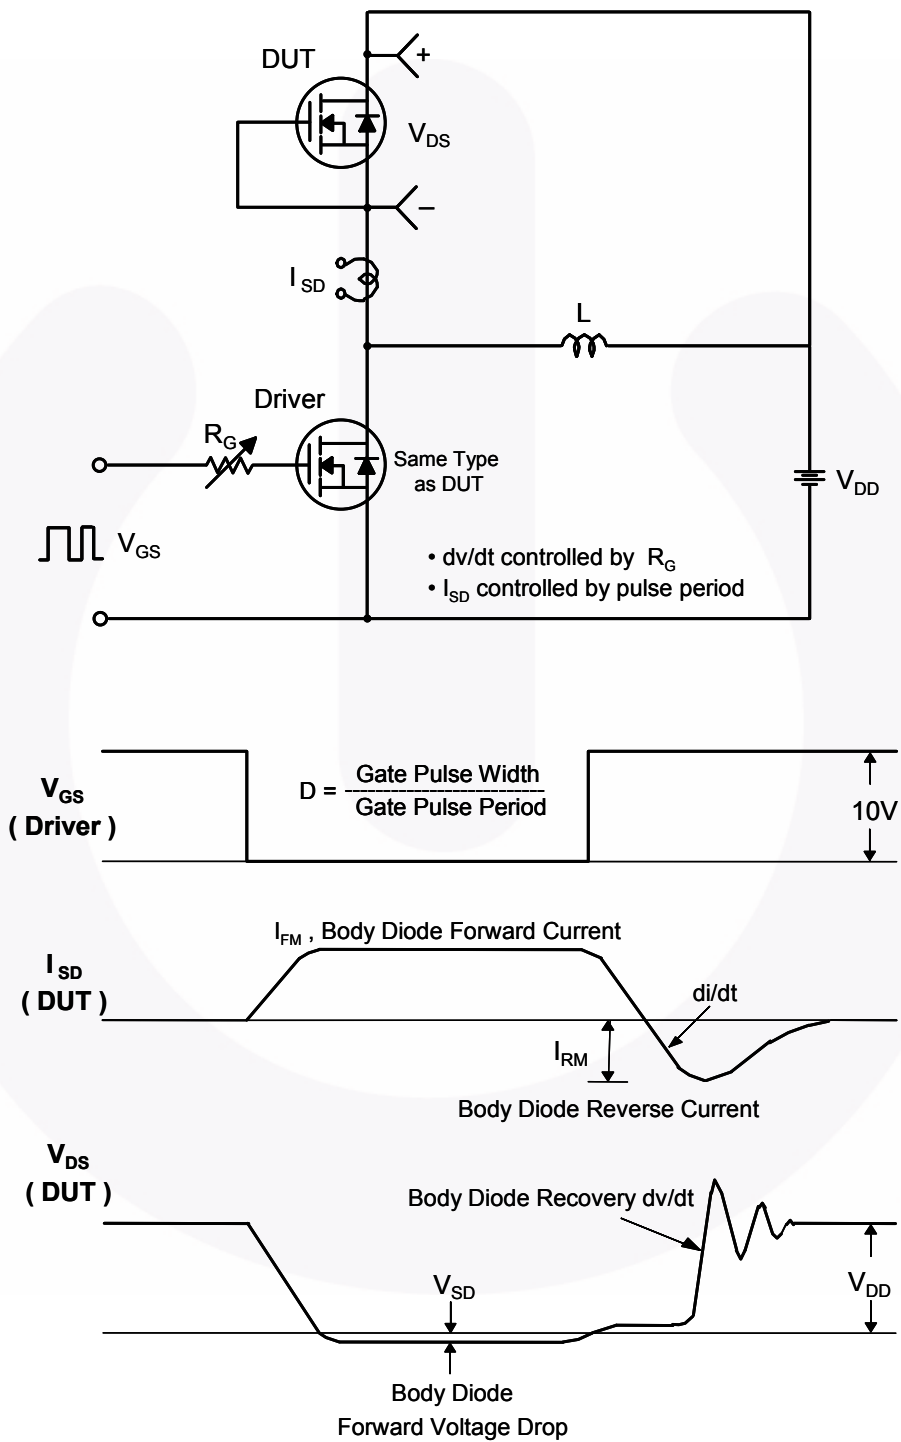 DUT
+
V_DS
−
I_SD
L
Driver
R_G
Same Type
as DUT
V_DD
V_GS
• dv/dt controlled by R_G
• I_SD controlled by pulse period
V_GS
( Driver )
D = Gate Pulse Width
Gate Pulse Period
10V
I_FM , Body Diode Forward Current
I_SD
( DUT )
di/dt
I_RM
Body Diode Reverse Current
V_DS
( DUT )
Body Diode Recovery dv/dt
V_SD
V_DD
Body Diode
Forward Voltage Drop